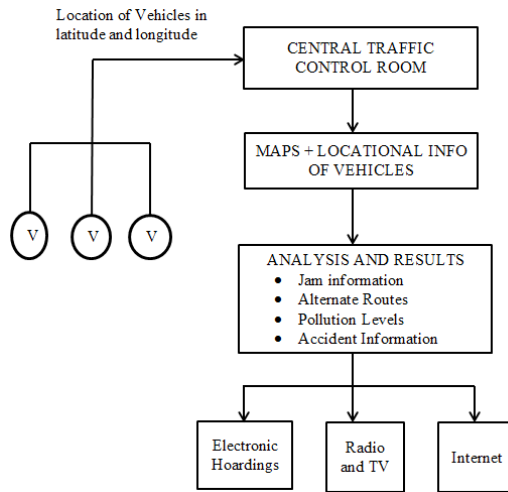 Location of Vehicles in
latitude and longitude
CENTRAL TRAFFIC
CONTROL ROOM
MAPS + LOCATIONAL INFO
OF VEHICLES
V
V
V
ANALYSIS AND RESULTS
• Jam information
• Alternate Routes
• Pollution Levels
• Accident Information
Electronic
Hoardings
Radio
and TV
Internet